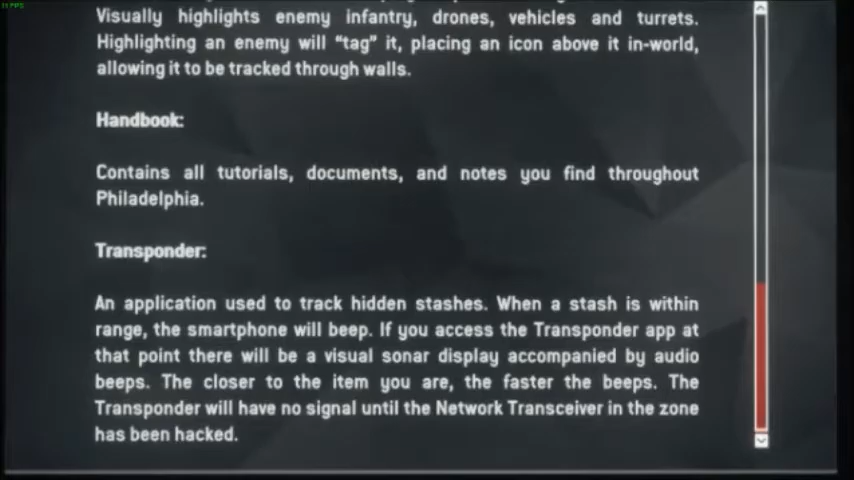 11 FPS
Visually highlights enemy infantry, drones, vehicles and turrets.
Highlighting an enemy will "tag" it, placing an icon above it in-world,
allowing it to be tracked through walls.
Handbook:
Contains all tutorials, documents, and notes you find throughout
Philadelphia.
Transponder:
An application used to track hidden stashes. When a stash is within
range, the smartphone will beep. If you access the Transponder app at
that point there will be a visual sonar display accompanied by audio
beeps. The closer to the item you are, the faster the beeps. The
Transponder will have no signal until the Network Transceiver in the zone
has been hacked.